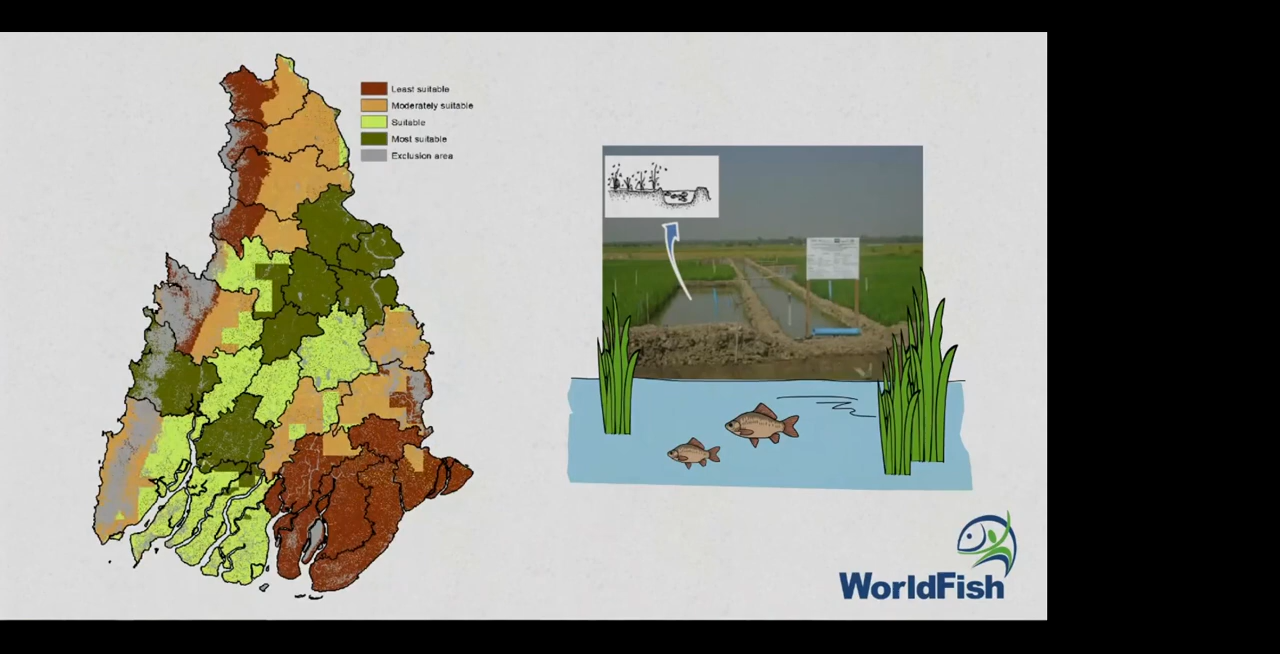 Least suitable
Moderately suitable
Suitable
Most suitable
Exclusion area
WorldFish